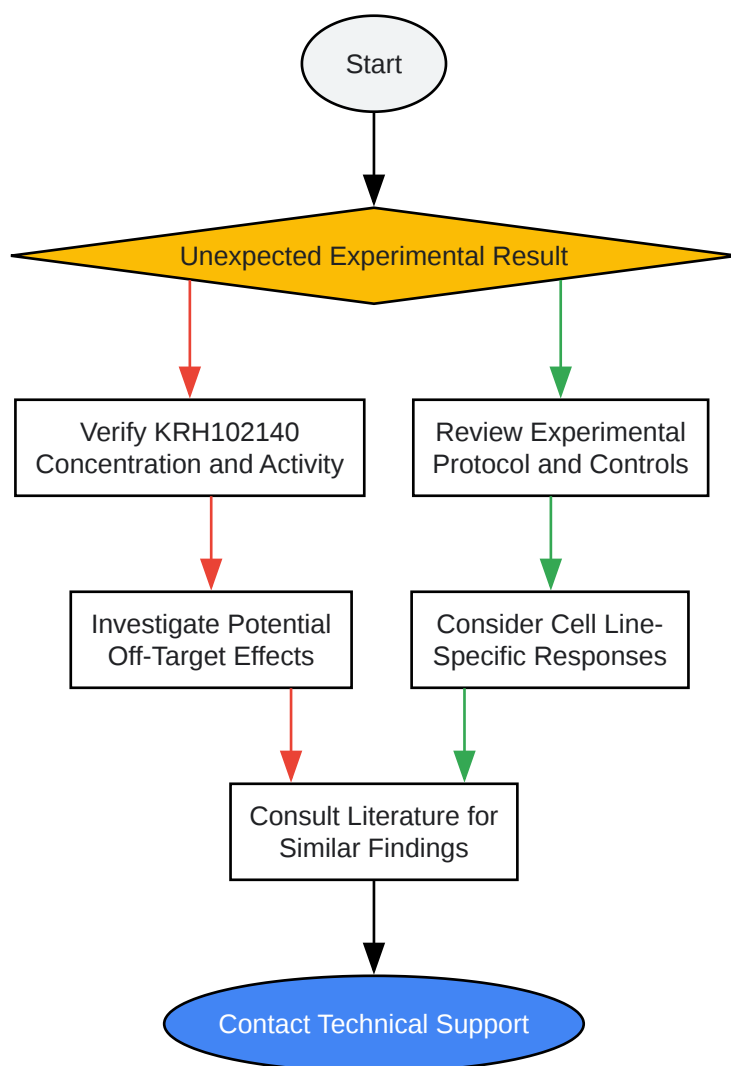 Start
Unexpected Experimental Result
Verify KRH102140
Concentration and Activity
Review Experimental
Protocol and Controls
Investigate Potential
Off-Target Effects
Consider Cell Line-
Specific Responses
Consult Literature for
Similar Findings
Contact Technical Support